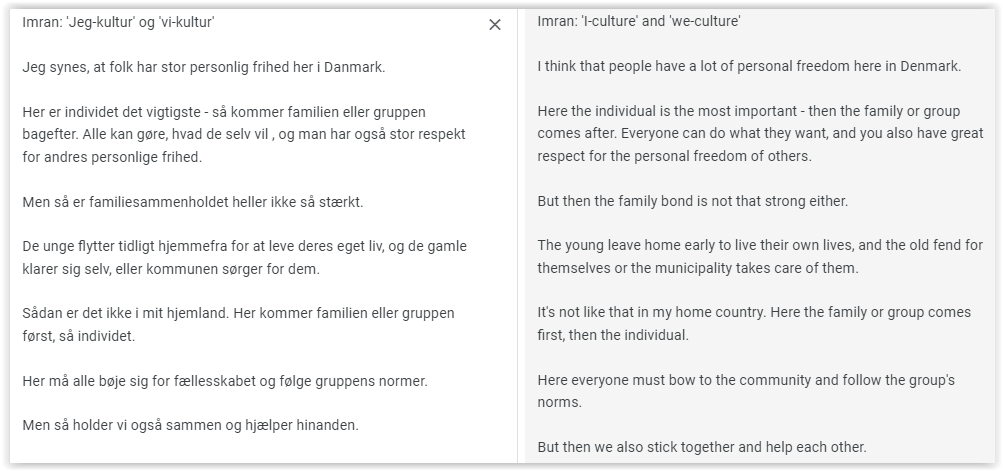 Imran: 'Jeg-kultur' og 'vi-kultur'
Jeg synes, at folk har stor personlig frihed her i Danmark.
Her er individet det vigtigste - så kommer familien eller gruppen
bagefter. Alle kan gøre, hvad de selv vil , og man har også stor respekt
for andres personlige frihed.
Men så er familiesammenholdet heller ikke så stærkt.
De unge flytter tidligt hjemmefra for at leve deres eget liv, og de gamle
klarer sig selv, eller kommunen sørger for dem.
Sådan er det ikke i mit hjemland. Her kommer familien eller gruppen
først, så individet.
Her må alle bøje sig for fællesskabet og følge gruppens normer.
Men så holder vi også sammen og hjælper hinanden.
Imran: 'I-culture' and 'we-culture'
I think that people have a lot of personal freedom here in Denmark.
Here the individual is the most important - then the family or group
comes after. Everyone can do what they want, and you also have great
respect for the personal freedom of others.
But then the family bond is not that strong either.
The young leave home early to live their own lives, and the old fend for
themselves or the municipality takes care of them.
It's not like that in my home country. Here the family or group comes
first, then the individual.
Here everyone must bow to the community and follow the group's
norms.
But then we also stick together and help each other.